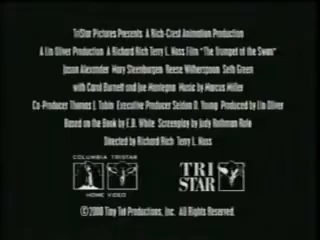 TriStar Pictures Presents A Rich-Crest Animation Production
A Lin Oliver Production A Richard Rich Terry L. Noss Film "The Trumpet of the Swan"
Jason Alexander Mary Steenburgen Reese Witherspoon Seth Green
with Carol Burnett and Joe Mantegna Music by Marcus Miller
Co-Producer Thomas J. Tobin Executive Producer Seldon O. Young Produced by Lin Oliver
Based on the Book by E.B. White Screenplay by Judy Rothman Rofé
Directed by Richard Rich Terry L. Noss
COLUMBIA TRISTAR
HOME VIDEO
TRI
STAR
©2000 Tiny Tot Productions, Inc. All Rights Reserved.